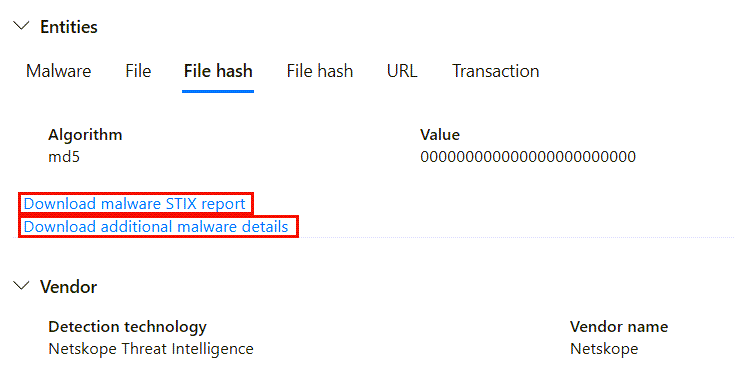 Entities
Malware File File hash File hash URL Transaction
Algorithm Value
md5 000000000000000000000000
Download malware STIX report
Download additional malware details
Vendor
Detection technology Vendor name
Netskope Threat Intelligence Netskope